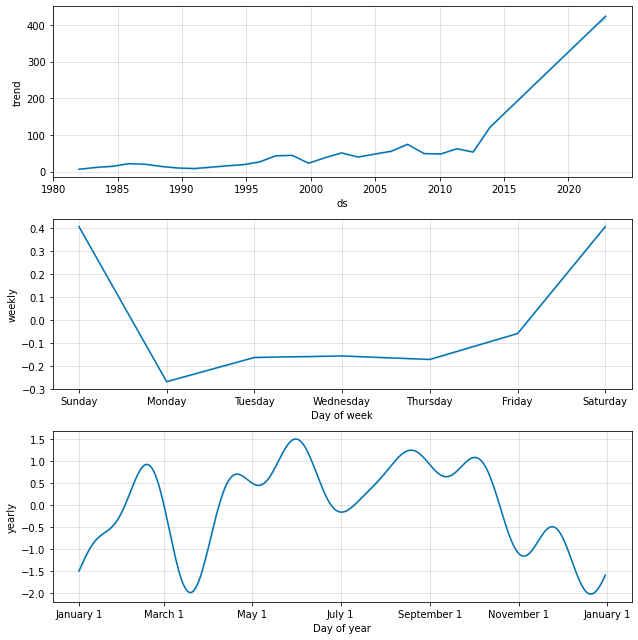 400
300
200
100
0
trend
1980 1985 1990 1995 2000 2005 2010 2015 2020
ds
0.4
0.3
0.2
0.1
0.0
−0.1
−0.2
−0.3
weekly
Sunday Monday Tuesday Wednesday Thursday Friday Saturday
Day of week
1.5
1.0
0.5
0.0
−0.5
−1.0
−1.5
−2.0
yearly
January 1 March 1 May 1 July 1 September 1 November 1 January 1
Day of year